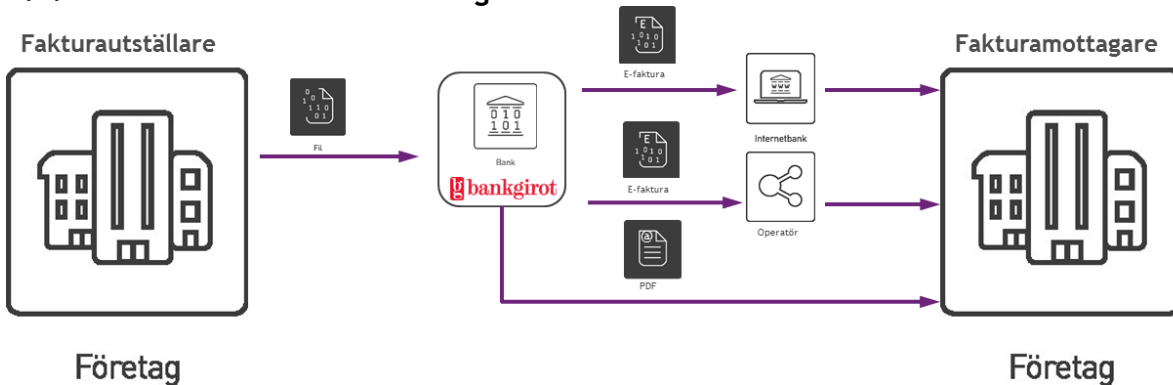 Fakturautställare
Fakturamottagare
E-faktura
Fil
Bank
bankgirot
Internetbank
E-faktura
Operatör
PDF
Företag
Företag